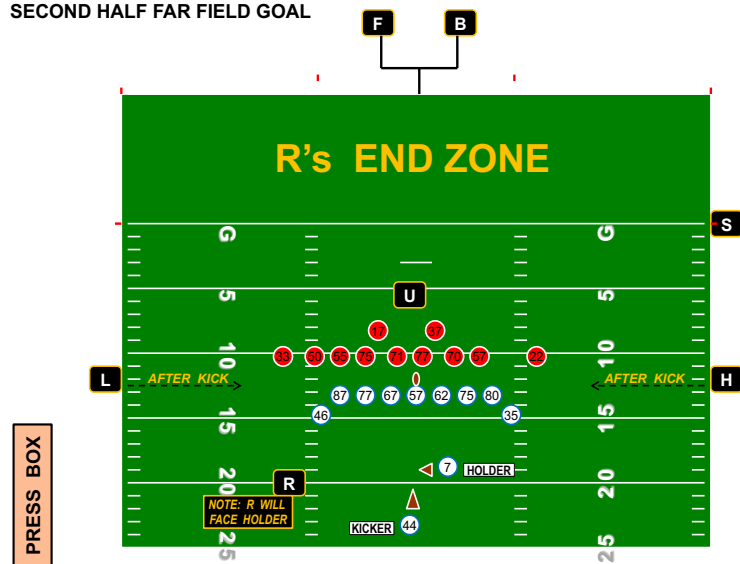 SECOND HALF FAR FIELD GOAL
F B
R's END ZONE
G G
S
5 5
U
17 37
10 10
33 50 55 75 71 77 70 57 22
L AFTER KICK AFTER KICK H
87 77 67 57 62 75 80
46 35
15 15
7 HOLDER
20 20
R
NOTE: R WILL
FACE HOLDER
KICKER 44
25 25
PRESS BOX